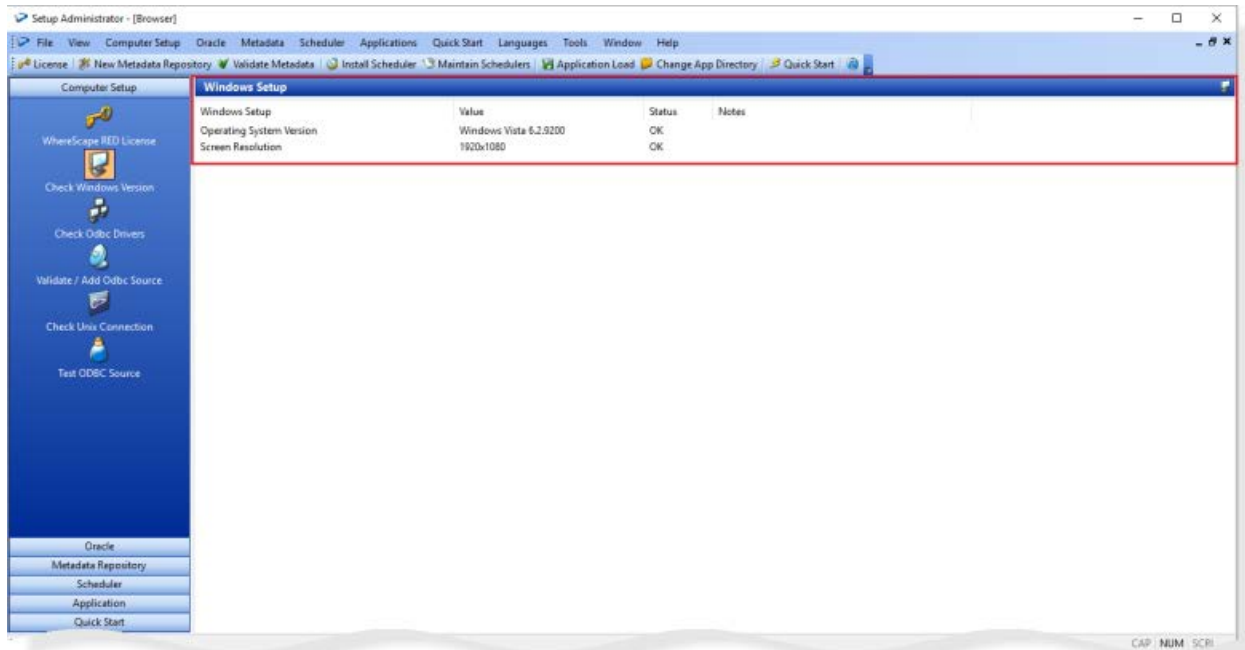 Setup Administrator - [Browser]
File View Computer Setup Oracle Metadata Scheduler Applications Quick Start Languages Tools Window Help
License New Metadata Repository Validate Metadata Install Scheduler Maintain Schedulers Application Load Change App Directory Quick Start
Computer Setup
WhereScape RED License
Check Windows Version
Check Odbc Drivers
Validate / Add Odbc Source
Check Unix Connection
Test ODBC Source
Oracle
Metadata Repository
Scheduler
Application
Quick Start
Windows Setup
Windows Setup Value Status Notes
Operating System Version Windows Vista 6.2.9200 OK
Screen Resolution 1920x1080 OK
CAP NUM SCRL